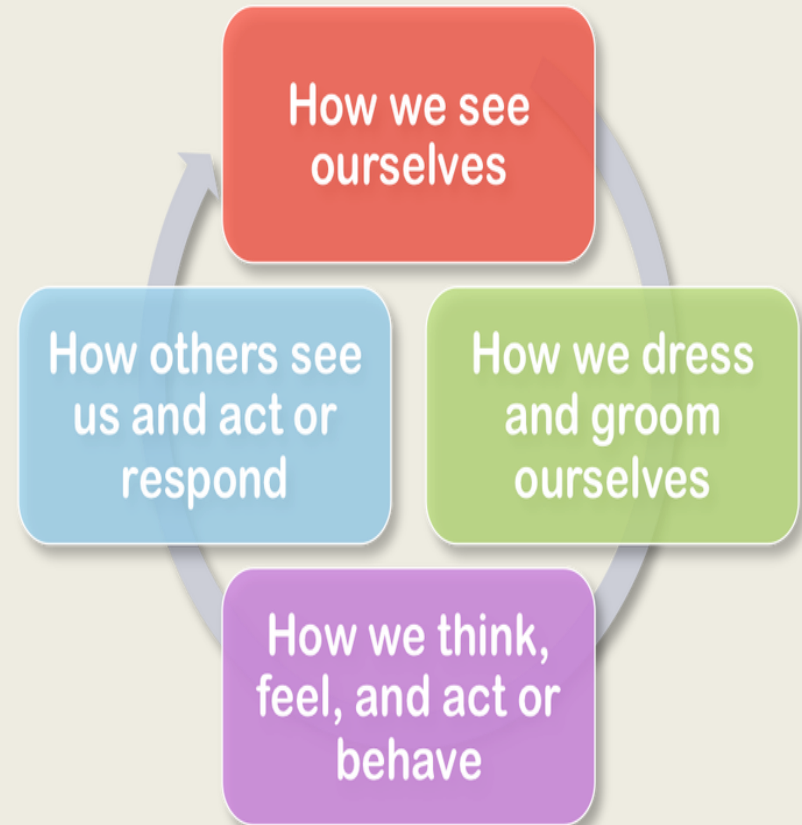 How we see
ourselves
How we dress
and groom
ourselves
How we think,
feel, and act or
behave
How others see
us and act or
respond